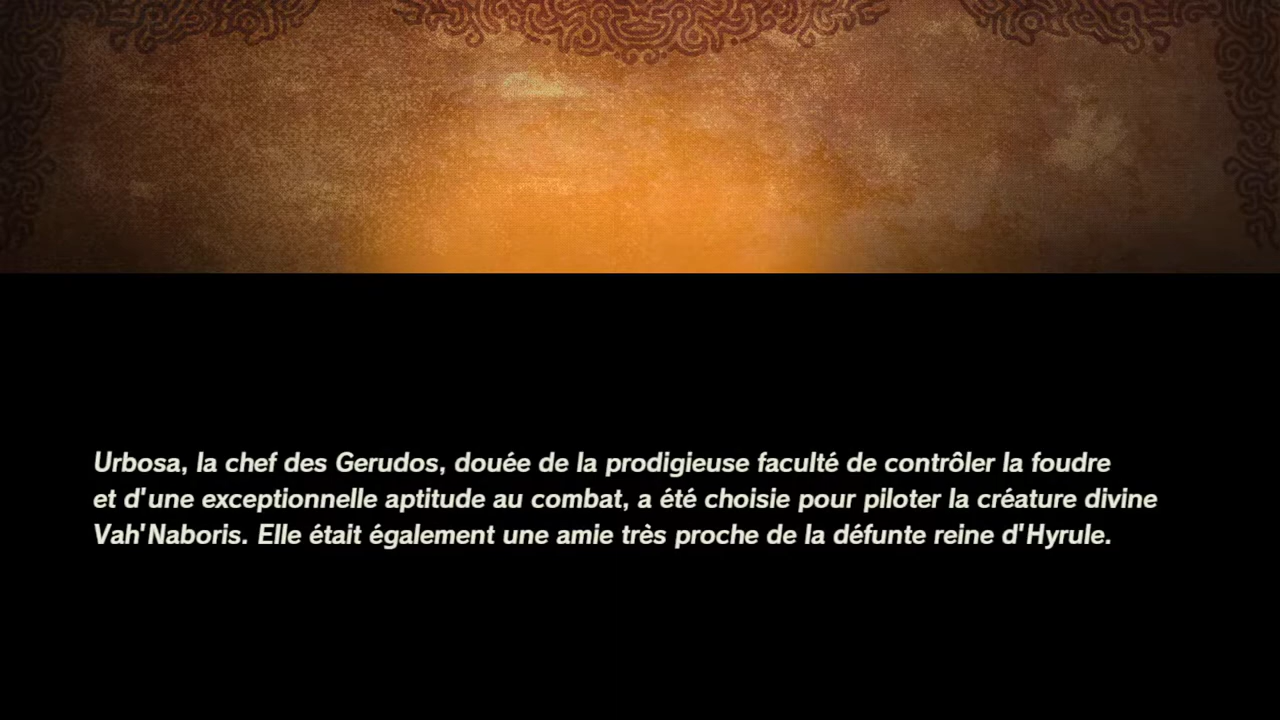 Urbosa, la chef des Gerudos, douée de la prodigieuse faculté de contrôler la foudre
et d'une exceptionnelle aptitude au combat, a été choisie pour piloter la créature divine
Vah'Naboris. Elle était également une amie très proche de la défunte reine d'Hyrule.